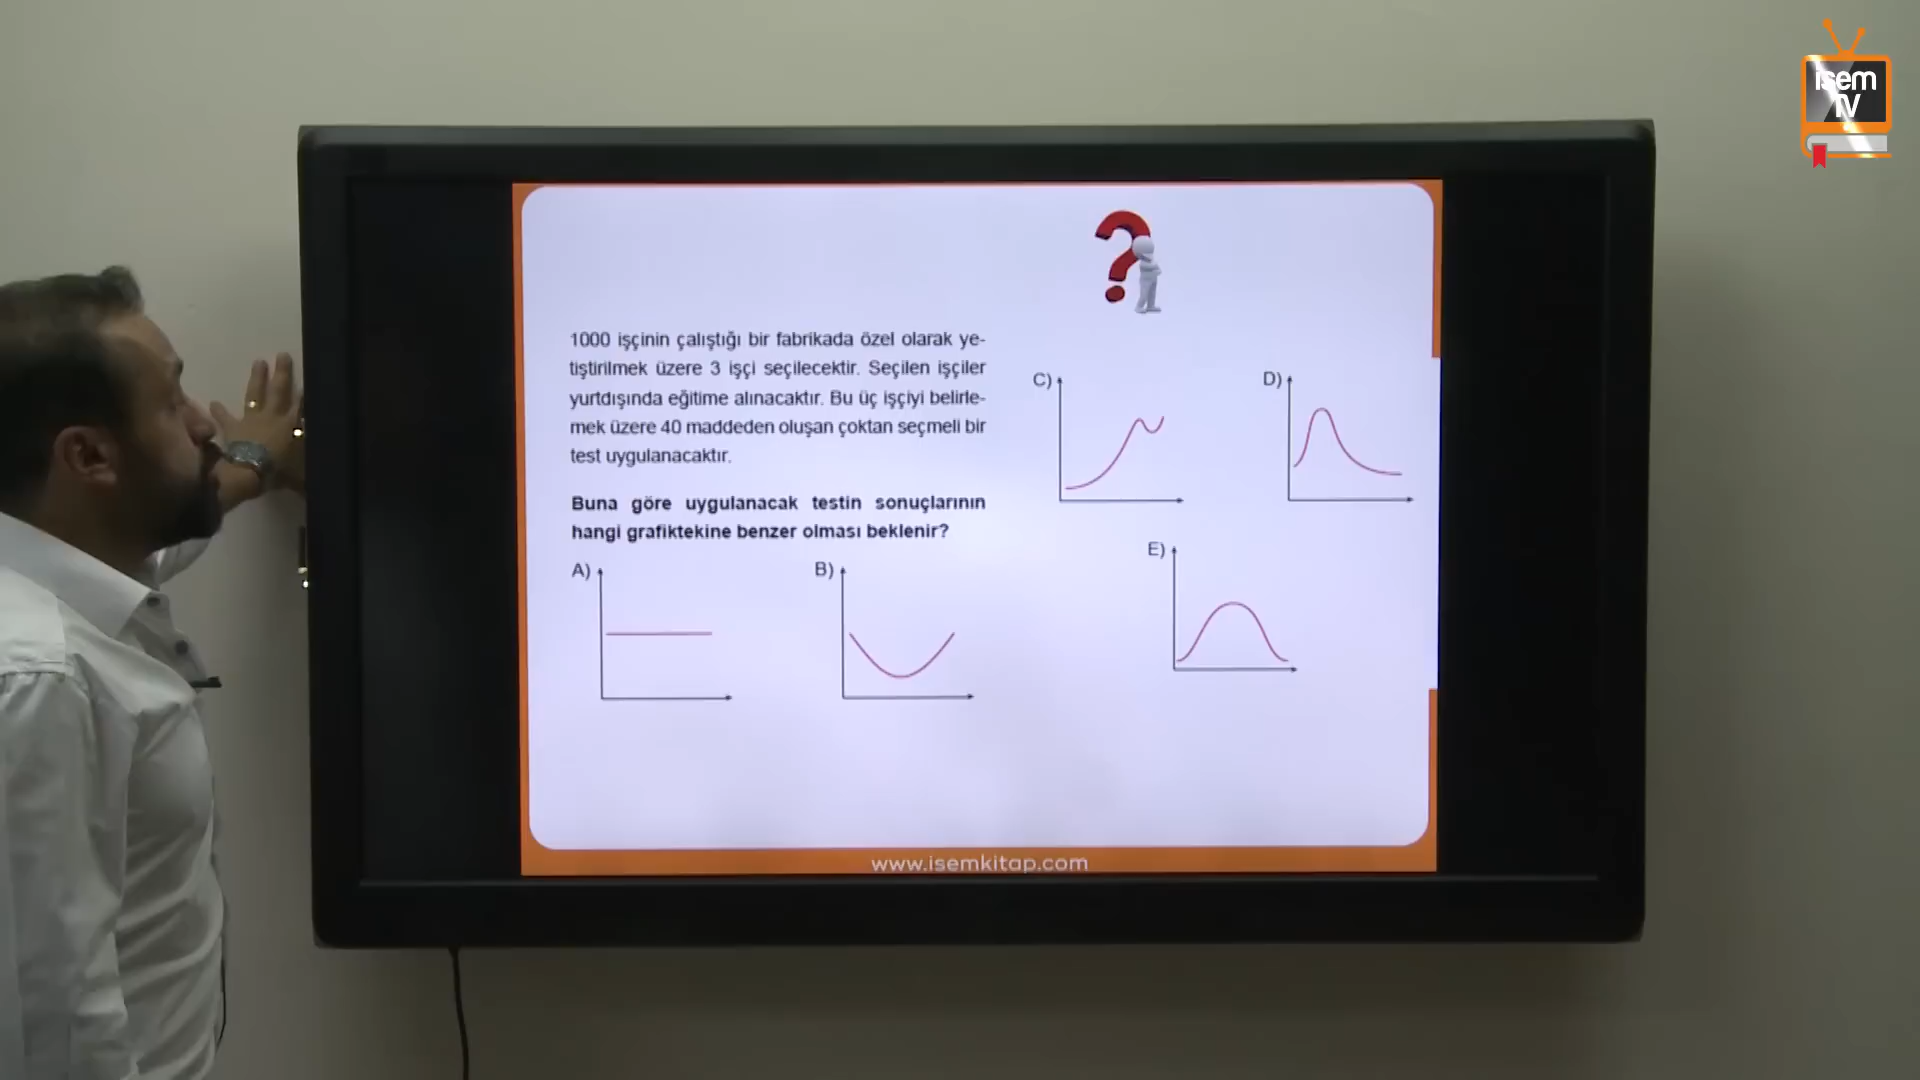 isem
TV
1000 işçinin çalıştığı bir fabrikada özel olarak ye-
tiştirilmek üzere 3 işçi seçilecektir. Seçilen işçiler
yurtdışında eğitime alınacaktır. Bu üç işçiyi belirle-
mek üzere 40 maddeden oluşan çoktan seçmeli bir
test uygulanacaktır.
Buna göre uygulanacak testin sonuçlarının
hangi grafiktekine benzer olması beklenir?
A)
B)
C)
D)
E)
www.isemkitap.com